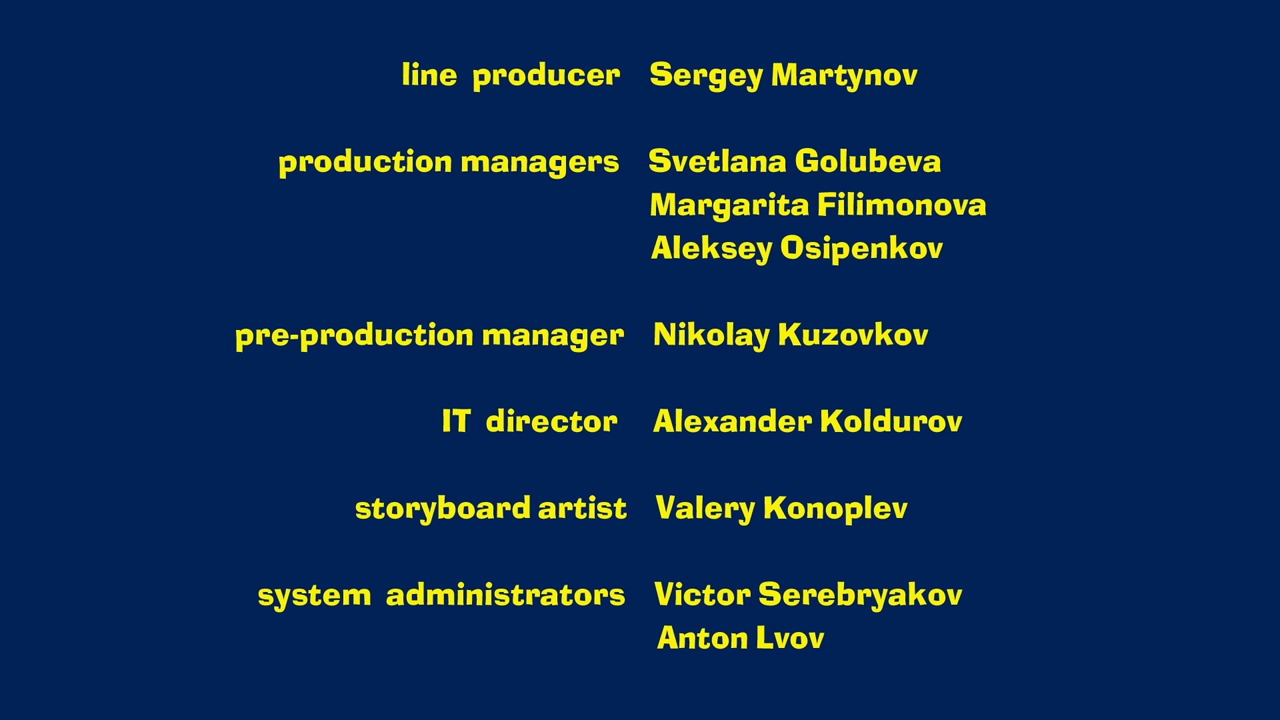 line producer Sergey Martynov
production managers Svetlana Golubeva
Margarita Filimonova
Aleksey Osipenkov
pre-production manager Nikolay Kuzovkov
IT director Alexander Koldurov
storyboard artist Valery Konoplev
system administrators Victor Serebryakov
Anton Lvov